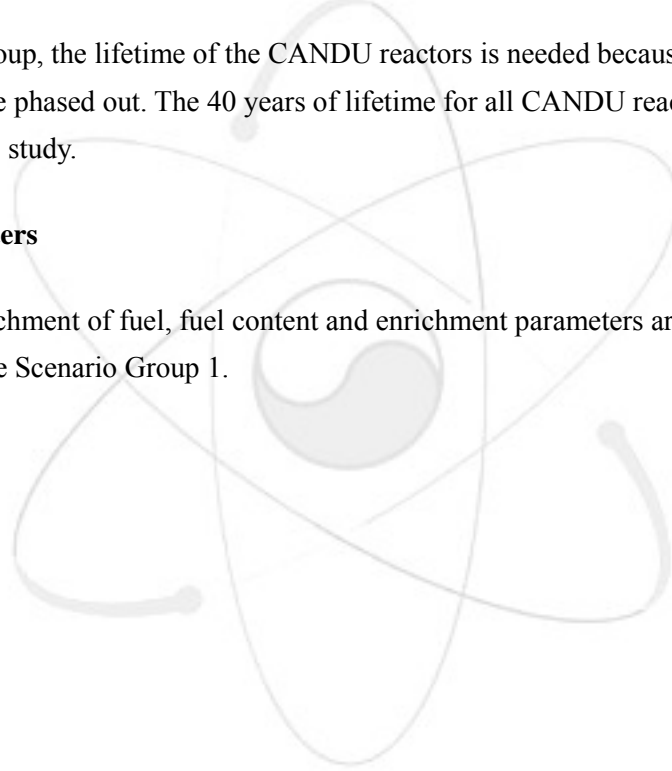 oup, the lifetime of the CANDU reactors is needed becaus
e phased out. The 40 years of lifetime for all CANDU reac
study.
ers
chment of fuel, fuel content and enrichment parameters ar
e Scenario Group 1.